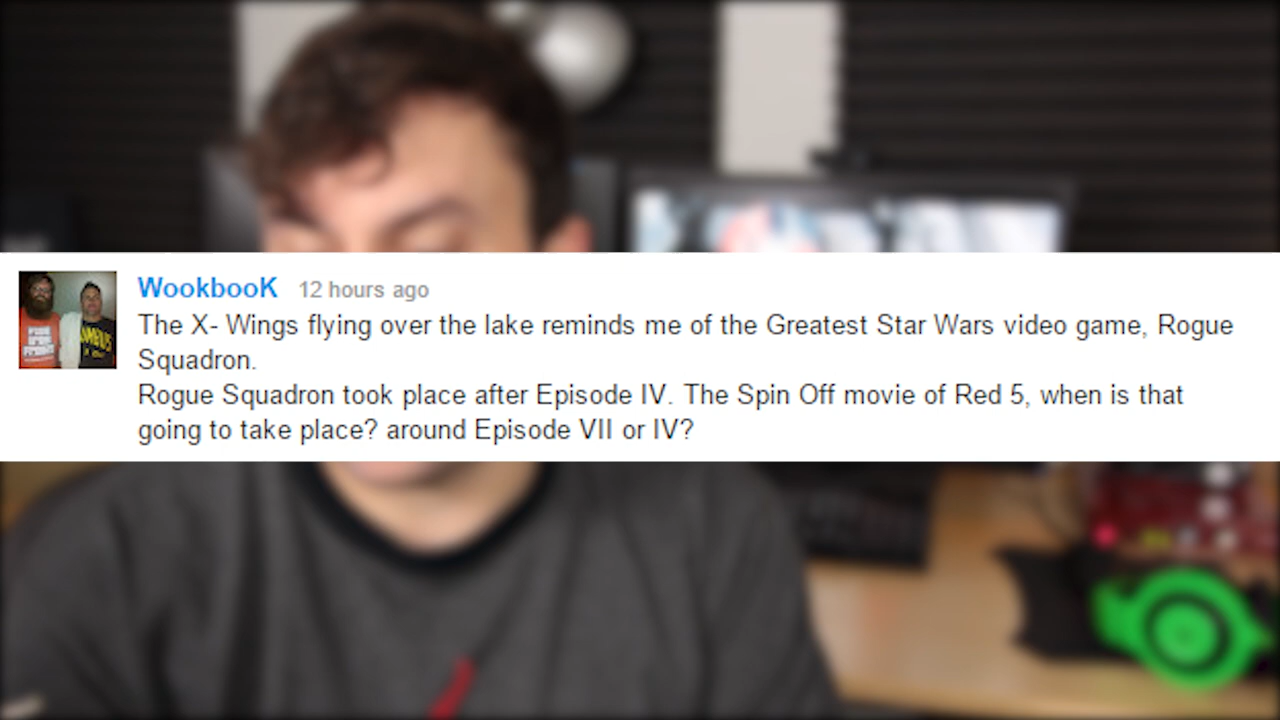 WookbooK 12 hours ago
The X- Wings flying over the lake reminds me of the Greatest Star Wars video game, Rogue
Squadron.
Rogue Squadron took place after Episode IV. The Spin Off movie of Red 5, when is that
going to take place? around Episode VII or IV?